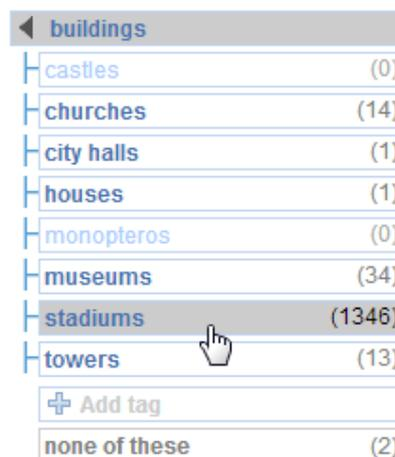 buildings
castles (0)
churches (14)
city halls (1)
houses (1)
monopteros (0)
museums (34)
stadiums (1346)
towers (13)
Add tag
none of these (2)